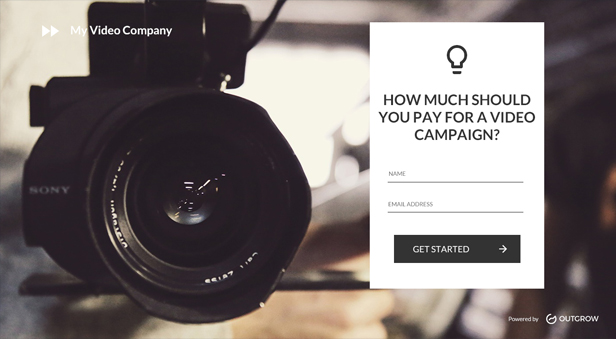 My Video Company
SONY
HOW MUCH SHOULD
YOU PAY FOR A VIDEO
CAMPAIGN?
NAME
EMAIL ADDRESS
GET STARTED
Powered by OUTGROW